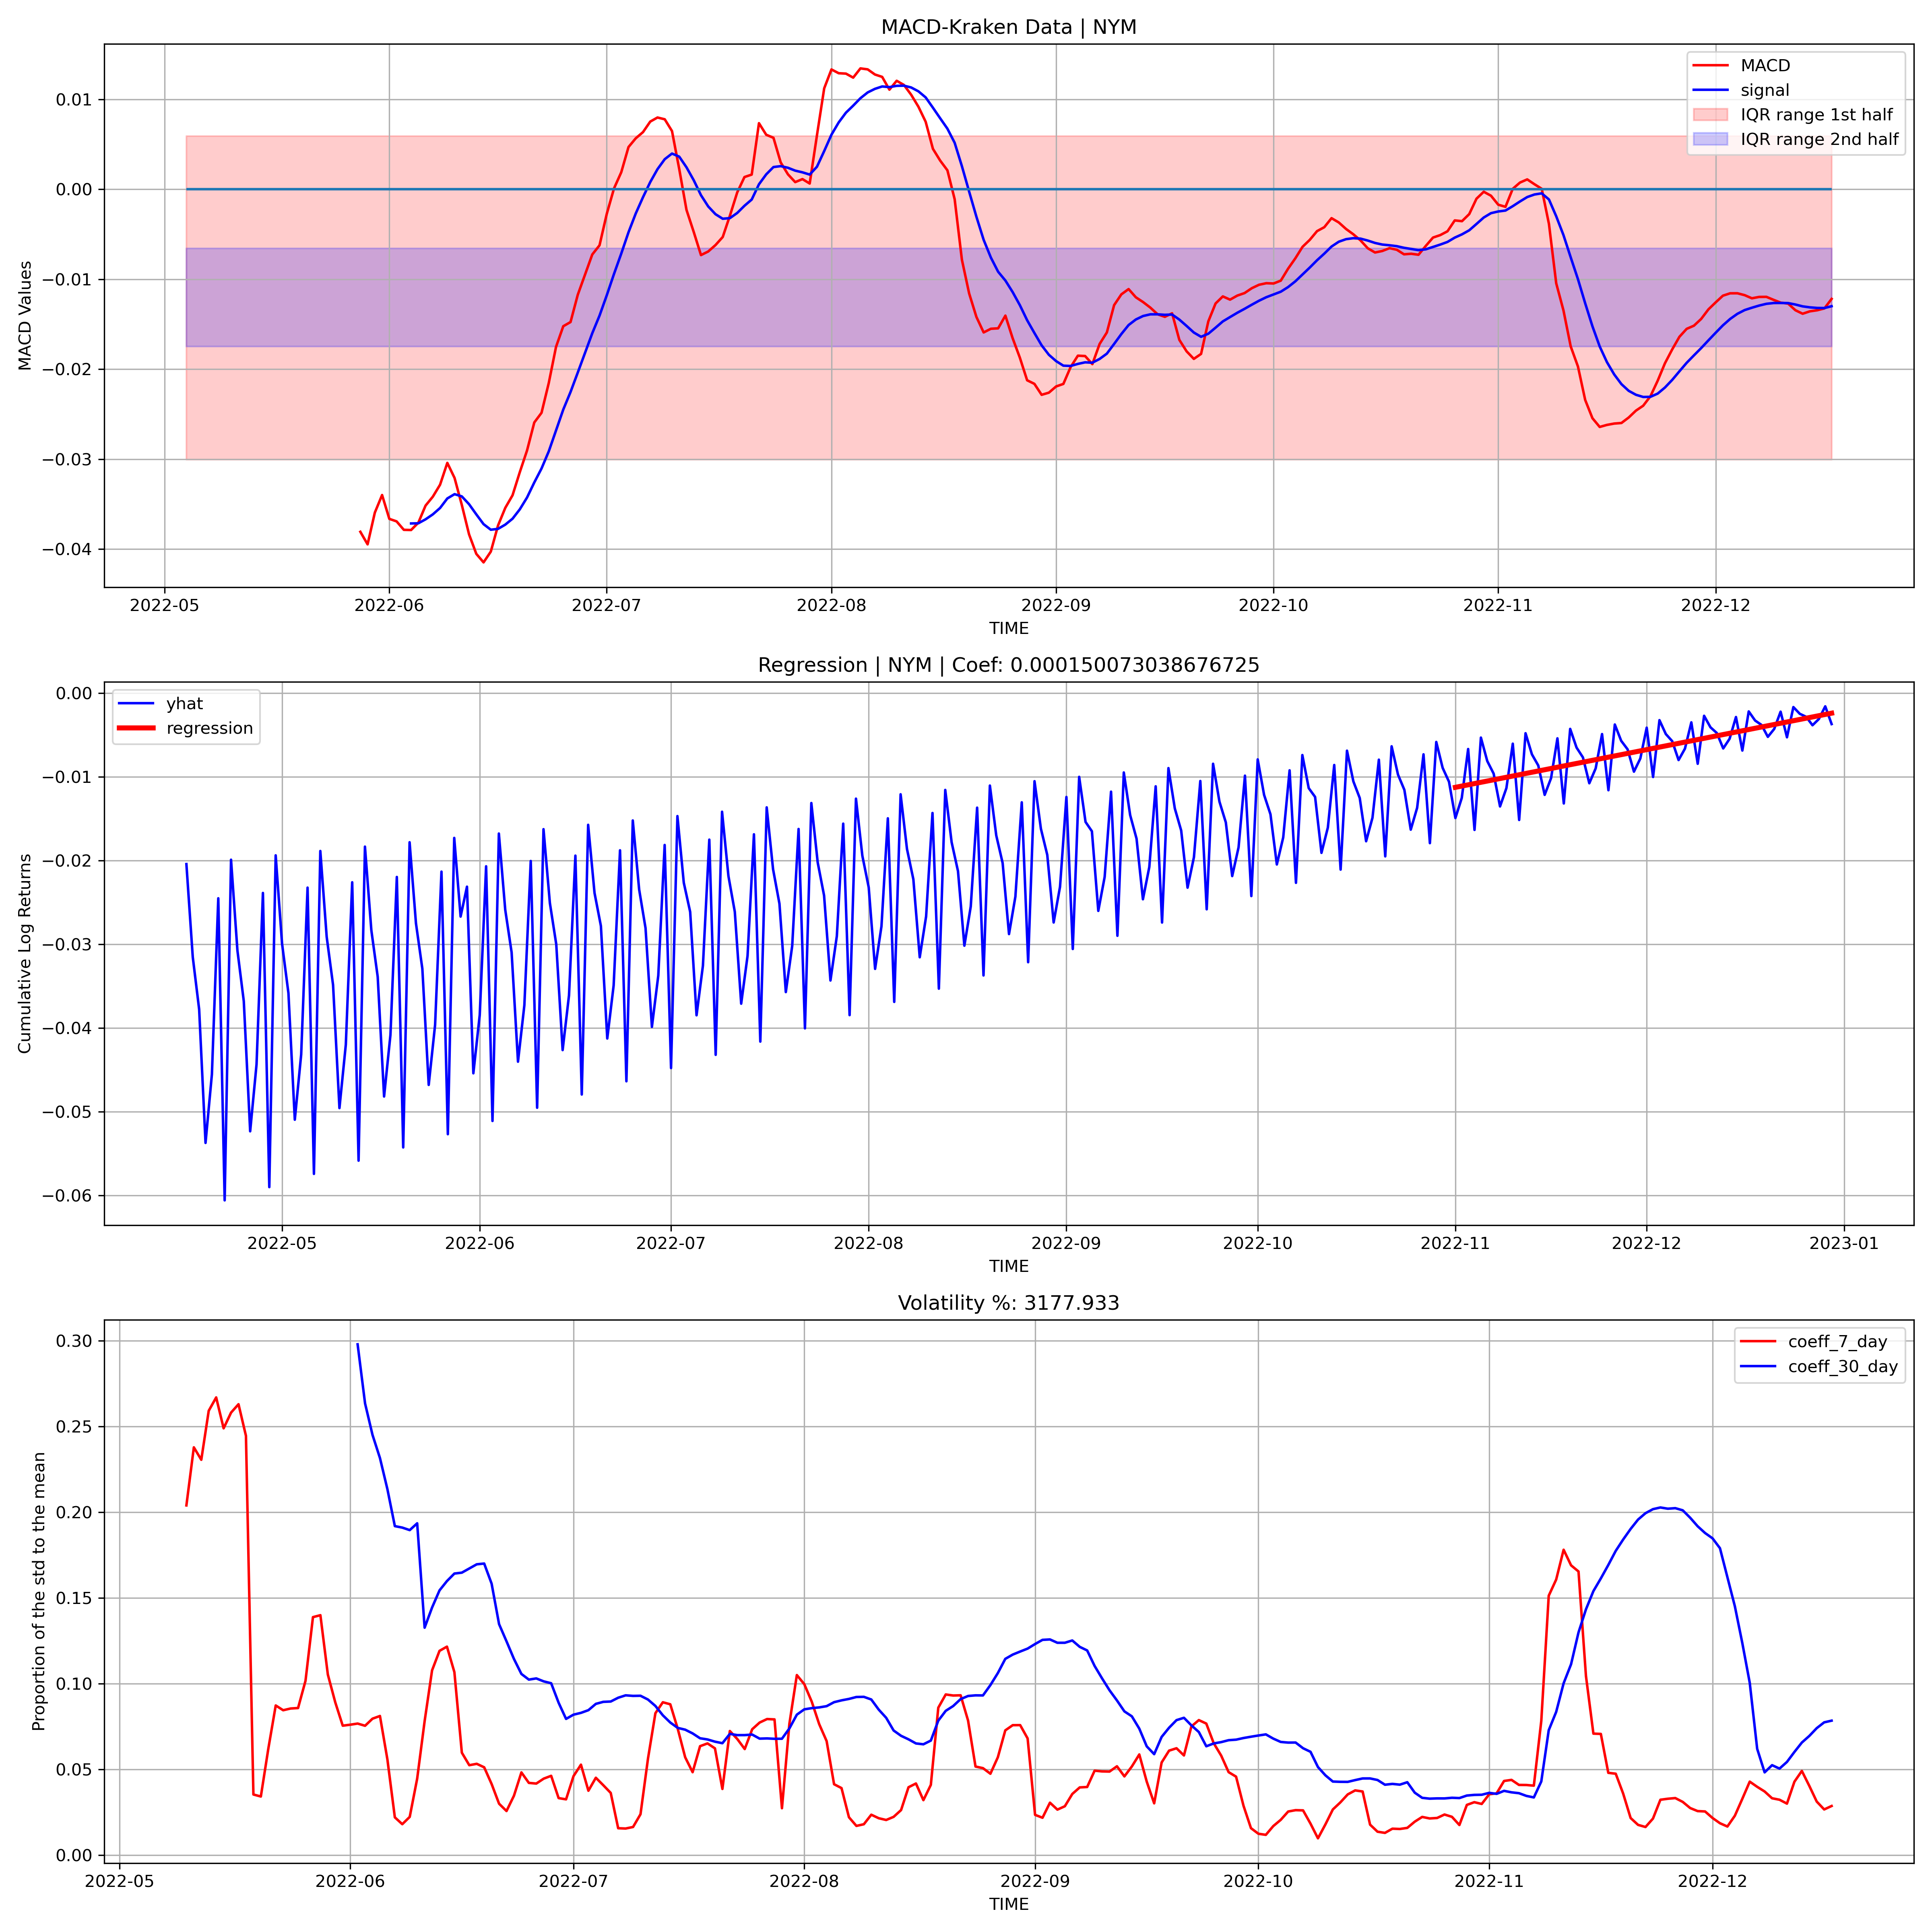 MACD-Kraken Data | NYM
MACD
signal
IQR range 1st half
IQR range 2nd half
0.01
0.00
−0.01
−0.02
−0.03
−0.04
MACD Values
2022-05 2022-06 2022-07 2022-08 2022-09 2022-10 2022-11 2022-12
TIME
Regression | NYM | Coef: 0.000150073038676725
yhat
regression
0.00
−0.01
−0.02
−0.03
−0.04
−0.05
−0.06
Cumulative Log Returns
2022-05 2022-06 2022-07 2022-08 2022-09 2022-10 2022-11 2022-12 2023-01
TIME
Volatility %: 3177.933
coeff_7_day
coeff_30_day
0.30
0.25
0.20
0.15
0.10
0.05
0.00
Proportion of the std to the mean
2022-05 2022-06 2022-07 2022-08 2022-09 2022-10 2022-11 2022-12
TIME